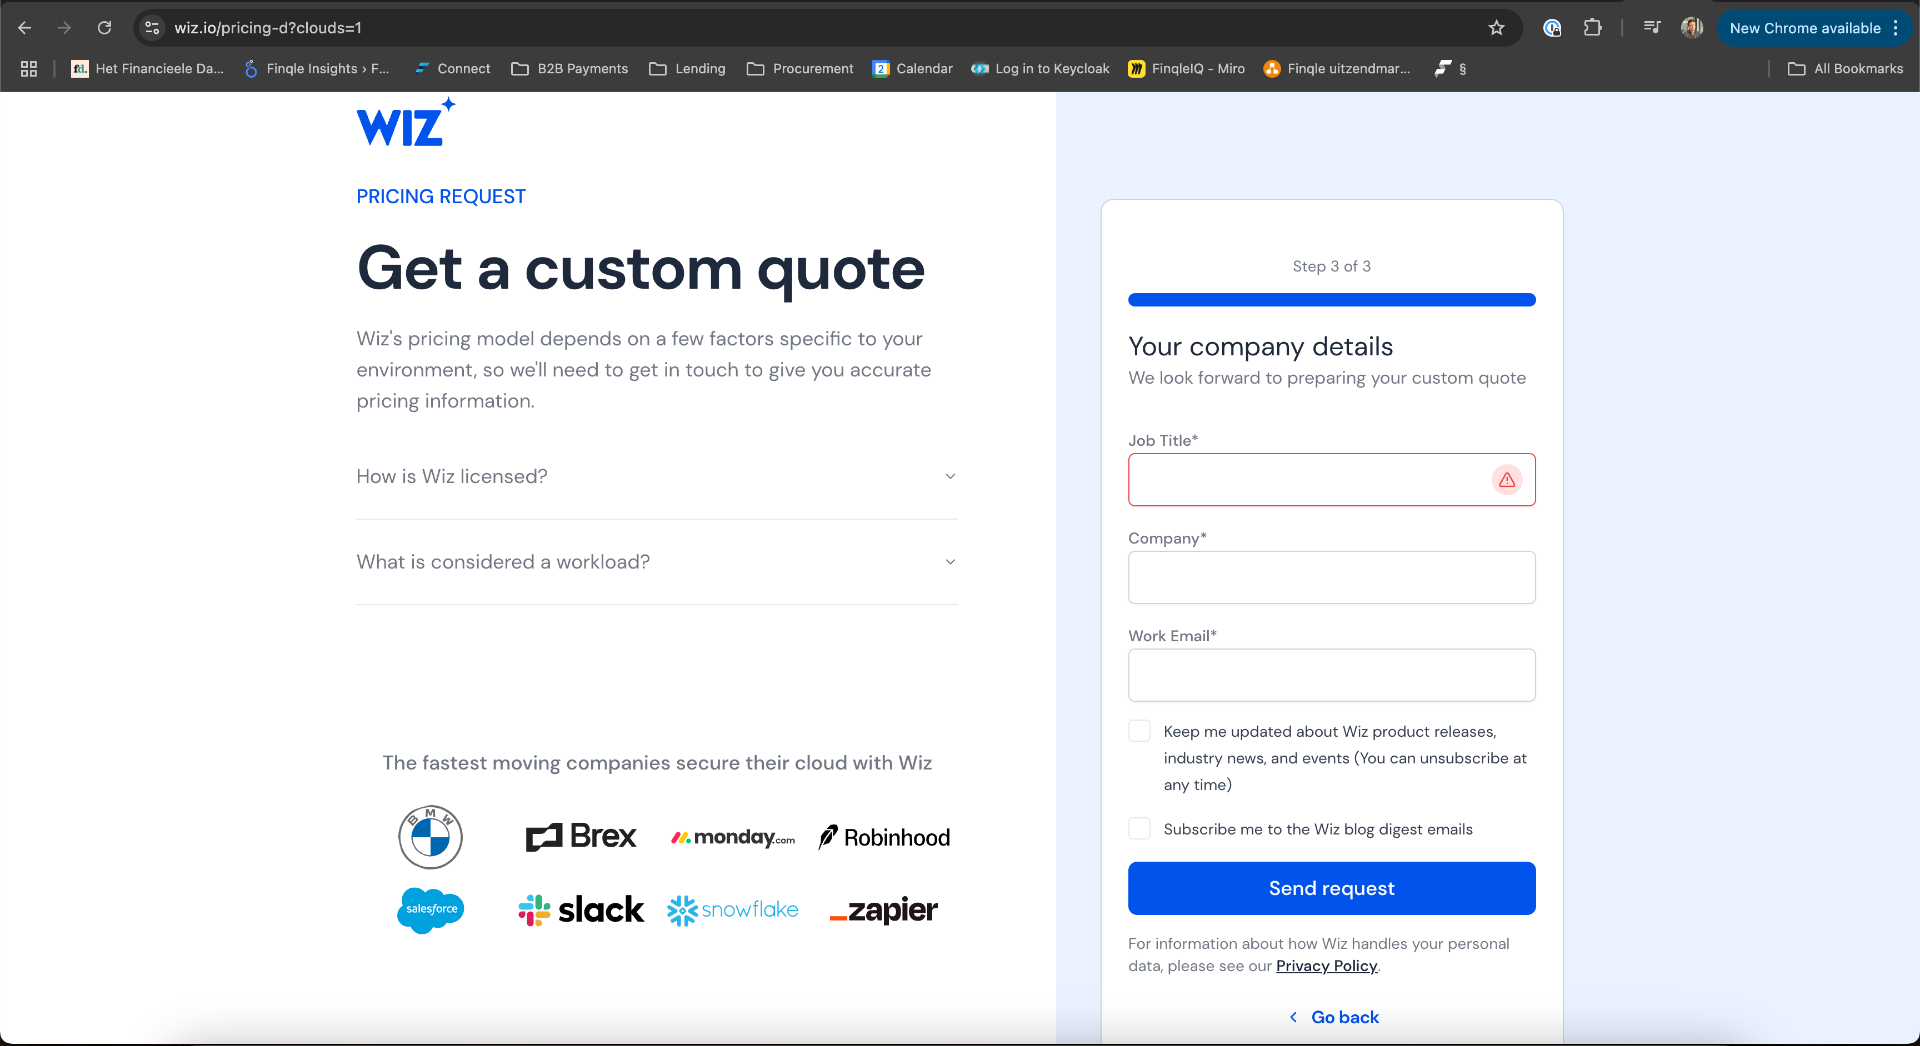 wiz.io/pricing-d?clouds=1
New Chrome available
Het Financieele Da...
Finqle Insights › F...
Connect
B2B Payments
Lending
Procurement
2
Calendar
Log in to Keycloak
FinqleIQ - Miro
Finqle uitzendmar...
§
All Bookmarks
WIZ
PRICING REQUEST
Get a custom quote
Wiz's pricing model depends on a few factors specific to your
environment, so we'll need to get in touch to give you accurate
pricing information.
How is Wiz licensed?
What is considered a workload?
The fastest moving companies secure their cloud with Wiz
BMW
Brex
monday.com
Robinhood
salesforce
slack
snowflake
_zapier
Step 3 of 3
Your company details
We look forward to preparing your custom quote
Job Title*
Company*
Work Email*
Keep me updated about Wiz product releases,
industry news, and events (You can unsubscribe at
any time)
Subscribe me to the Wiz blog digest emails
Send request
For information about how Wiz handles your personal
data, please see our Privacy Policy.
Go back